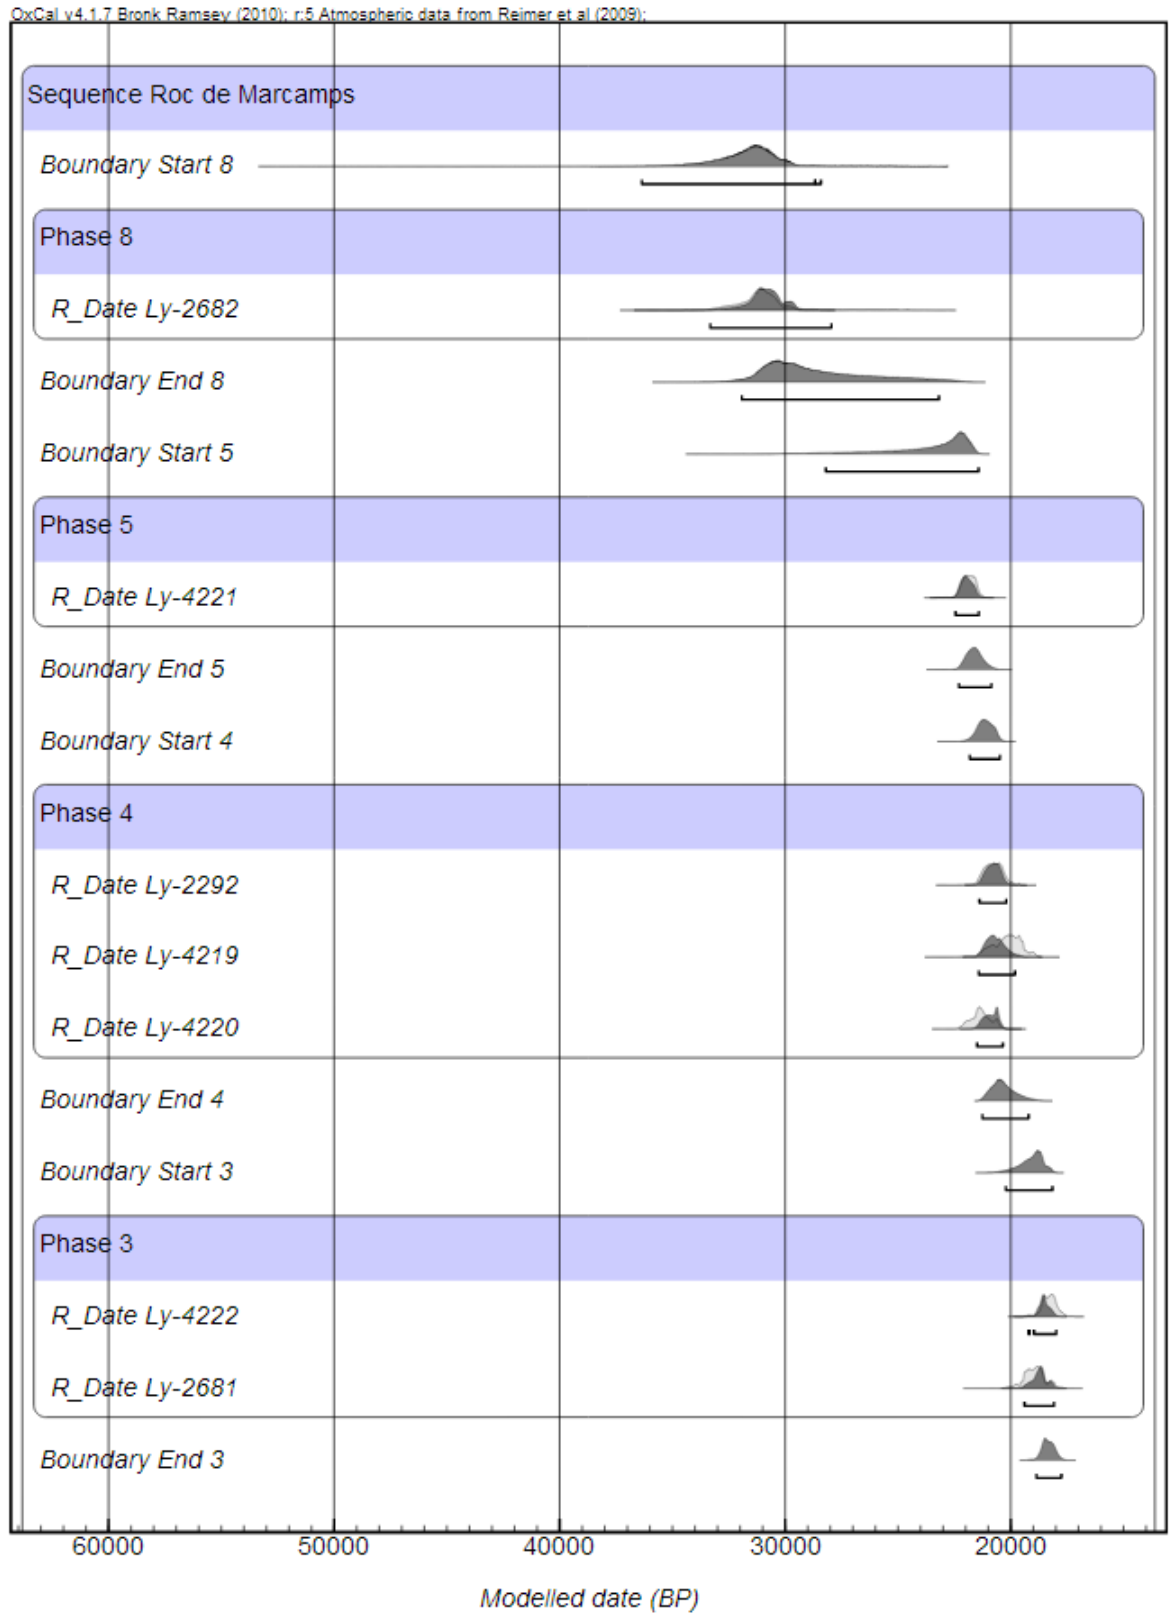 OxCal v4.1.7 Bronk Ramsey (2010); r:5 Atmospheric data from Reimer et al (2009);
Sequence Roc de Marcamps
Boundary Start 8
Phase 8
R_Date Ly-2682
Boundary End 8
Boundary Start 5
Phase 5
R_Date Ly-4221
Boundary End 5
Boundary Start 4
Phase 4
R_Date Ly-2292
R_Date Ly-4219
R_Date Ly-4220
Boundary End 4
Boundary Start 3
Phase 3
R_Date Ly-4222
R_Date Ly-2681
Boundary End 3
60000 50000 40000 30000 20000
Modelled date (BP)